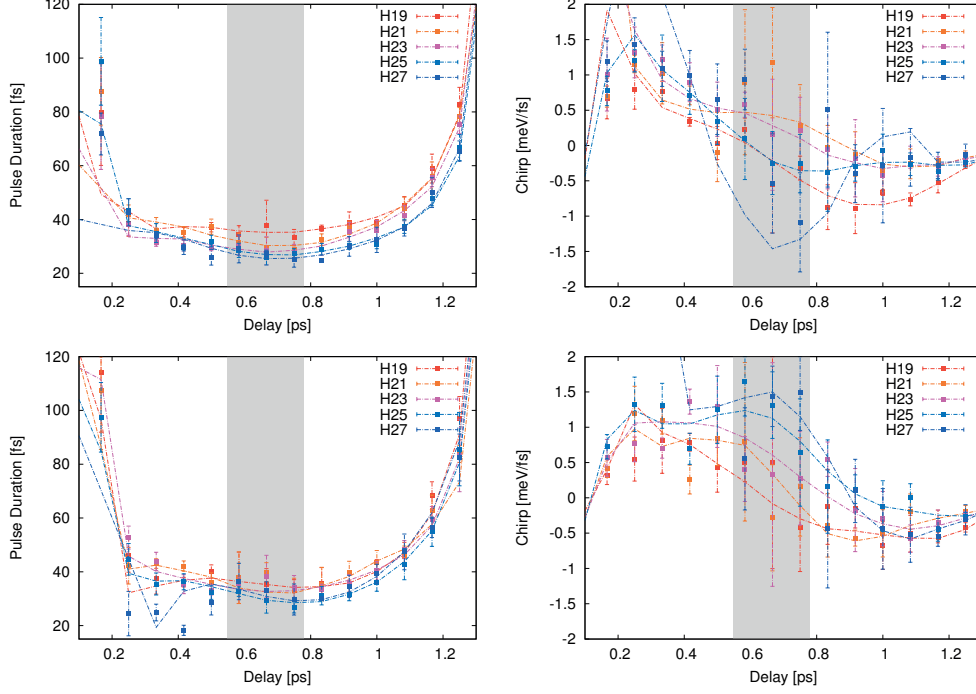 120
100
80
60
40
20
Pulse Duration [fs]
H19
H21
H23
H25
H27
0.2 0.4 0.6 0.8 1 1.2
Delay [ps]
2
1.5
1
0.5
0
-0.5
-1
-1.5
-2
Chirp [meV/fs]
H19
H21
H23
H25
H27
0.2 0.4 0.6 0.8 1 1.2
Delay [ps]
120
100
80
60
40
20
Pulse Duration [fs]
H19
H21
H23
H25
H27
0.2 0.4 0.6 0.8 1 1.2
Delay [ps]
2
1.5
1
0.5
0
-0.5
-1
-1.5
-2
Chirp [meV/fs]
H19
H21
H23
H25
H27
0.2 0.4 0.6 0.8 1 1.2
Delay [ps]